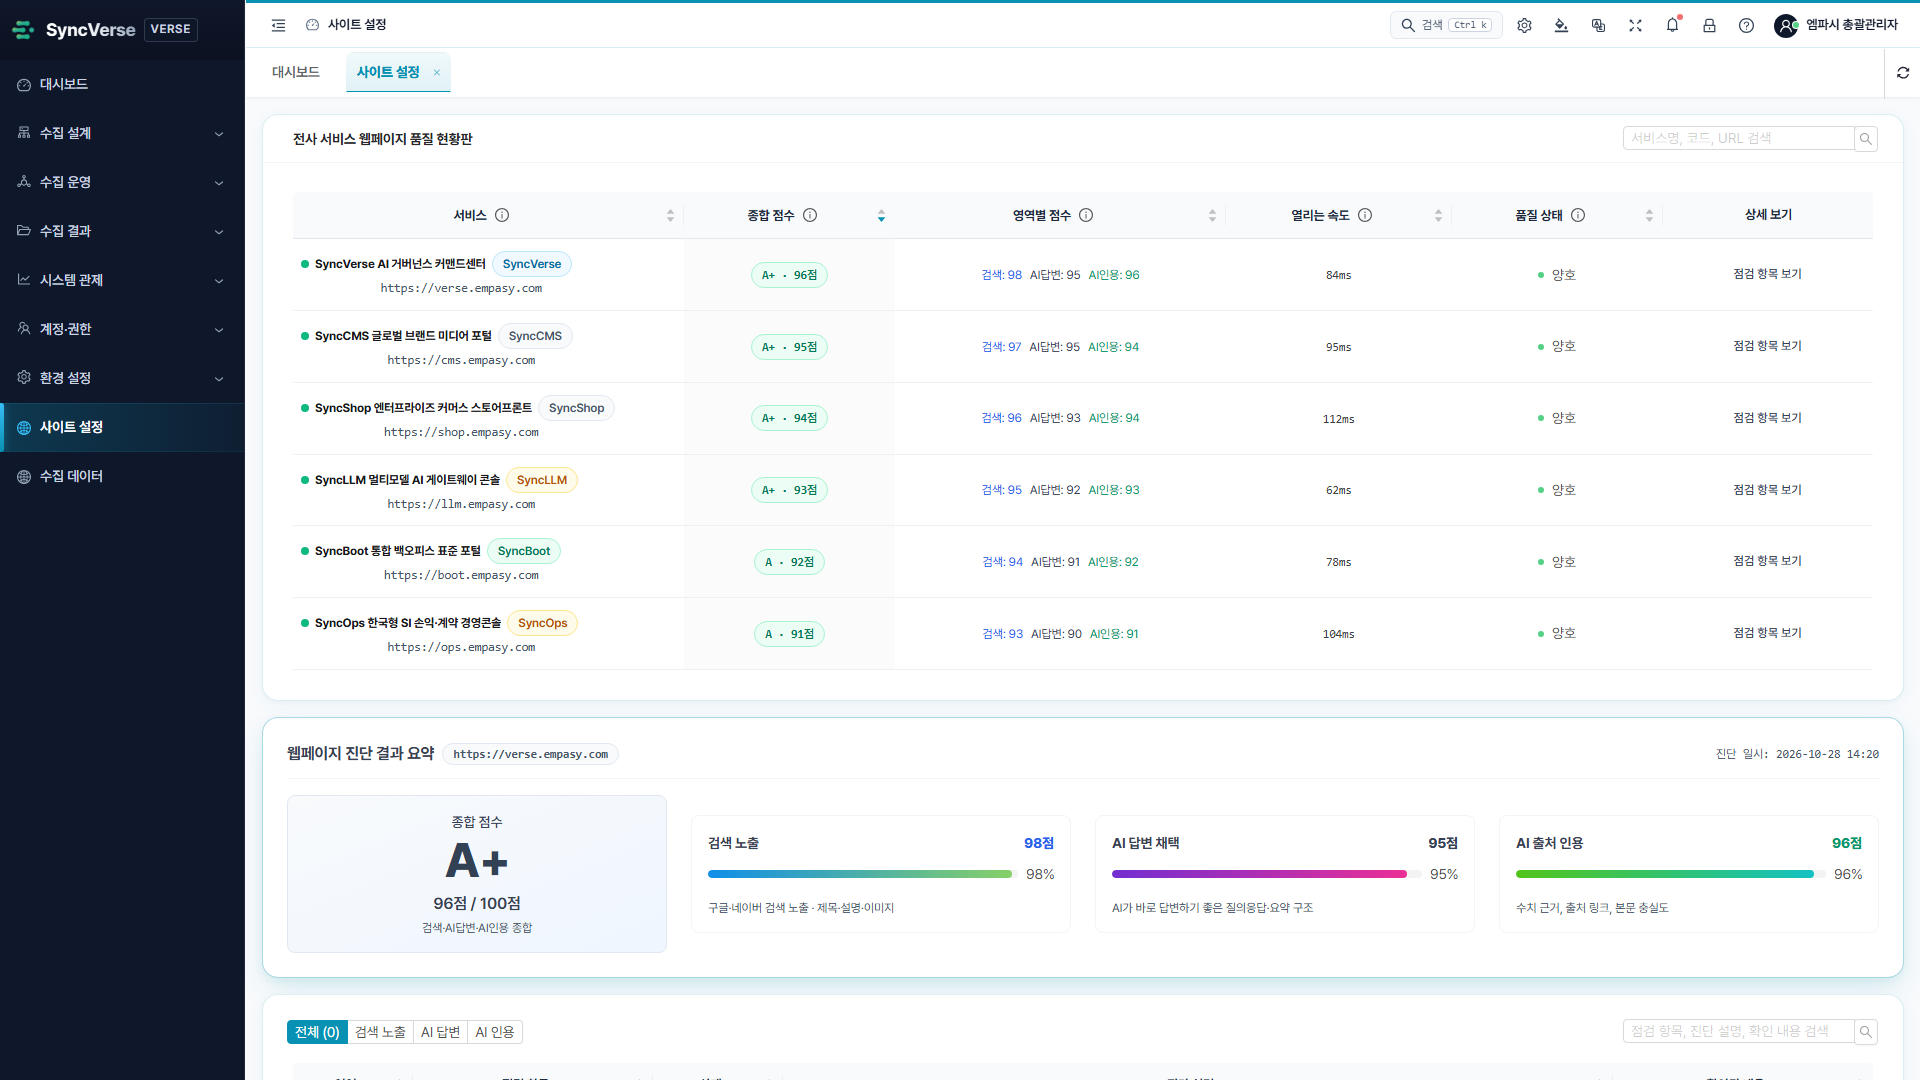 SyncVerse VERSE
대시보드
수집 설계
수집 운영
수집 결과
시스템 관제
계정·권한
환경 설정
사이트 설정
수집 데이터
사이트 설정
검색 Ctrl k
엠파시 총괄관리자
대시보드
사이트 설정 ×
전사 서비스 웹페이지 품질 현황판
서비스명, 코드, URL 검색
서비스 종합 점수 영역별 점수 열리는 속도 품질 상태 상세 보기
SyncVerse AI 거버넌스 커맨드센터 SyncVerse
https://verse.empasy.com
A+ · 96점 검색: 98 AI답변: 95 AI인용: 96 84ms 양호 점검 항목 보기
SyncCMS 글로벌 브랜드 미디어 포털 SyncCMS
https://cms.empasy.com
A+ · 95점 검색: 97 AI답변: 95 AI인용: 94 95ms 양호 점검 항목 보기
SyncShop 엔터프라이즈 커머스 스토어프론트 SyncShop
https://shop.empasy.com
A+ · 94점 검색: 96 AI답변: 93 AI인용: 94 112ms 양호 점검 항목 보기
SyncLLM 멀티모델 AI 게이트웨이 콘솔 SyncLLM
https://llm.empasy.com
A+ · 93점 검색: 95 AI답변: 92 AI인용: 93 62ms 양호 점검 항목 보기
SyncBoot 통합 백오피스 표준 포털 SyncBoot
https://boot.empasy.com
A · 92점 검색: 94 AI답변: 91 AI인용: 92 78ms 양호 점검 항목 보기
SyncOps 한국형 SI 손익·계약 경영콘솔 SyncOps
https://ops.empasy.com
A · 91점 검색: 93 AI답변: 90 AI인용: 91 104ms 양호 점검 항목 보기
웹페이지 진단 결과 요약 https://verse.empasy.com
진단 일시: 2026-10-28 14:20
종합 점수
A+
96점 / 100점
검색·AI답변·AI인용 종합
검색 노출 98점
98%
구글·네이버 검색 노출 · 제목·설명·이미지
AI 답변 채택 95점
95%
AI가 바로 답변하기 좋은 질의응답·요약 구조
AI 출처 인용 96점
96%
수치 근거, 출처 링크, 본문 충실도
전체 (0) 검색 노출 AI 답변 AI 인용
점검 항목, 진단 설명, 확인 내용 검색